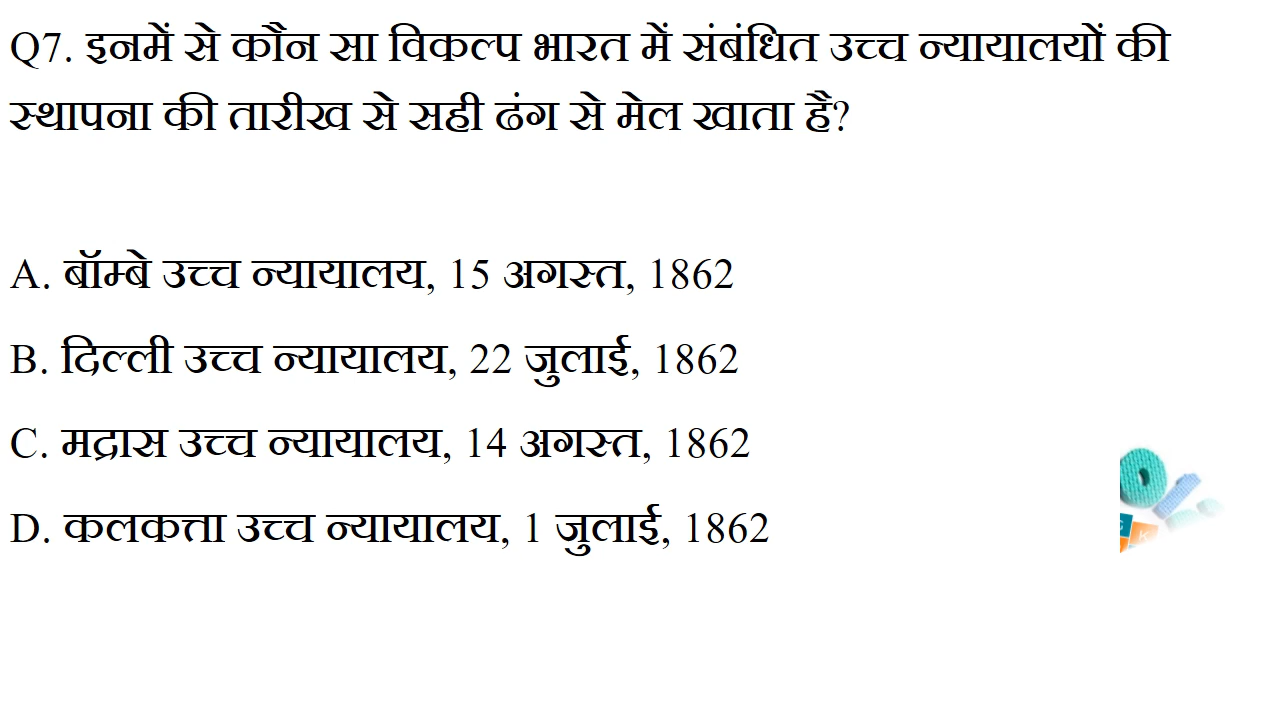 Q7. इनमें से कौन सा विकल्प भारत में संबंधित उच्च न्यायालयों की
स्थापना की तारीख से सही ढंग से मेल खाता है?
A. बॉम्बे उच्च न्यायालय, 15 अगस्त, 1862
B. दिल्ली उच्च न्यायालय, 22 जुलाई, 1862
C. मद्रास उच्च न्यायालय, 14 अगस्त, 1862
D. कलकत्ता उच्च न्यायालय, 1 जुलाई, 1862